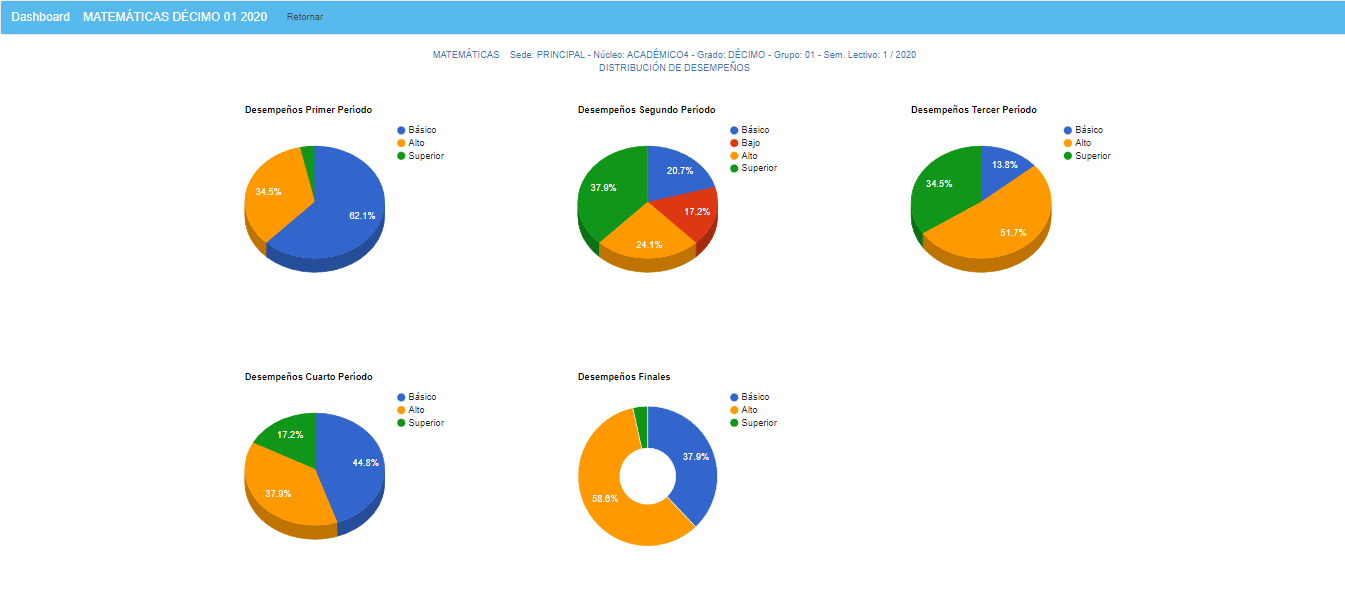 Dashboard MATEMÁTICAS DÉCIMO 01 2020 Retornar
MATEMÁTICAS Sede: PRINCIPAL - Núcleo: ACADÉMICO4 - Grado: DÉCIMO - Grupo: 01 - Sem. Lectivo: 1 / 2020
DISTRIBUCIÓN DE DESEMPEÑOS
Desempeños Primer Período
Básico
Alto
Superior
34.5%
62.1%
Desempeños Segundo Período
Básico
Bajo
Alto
Superior
20.7%
37.9%
17.2%
24.1%
Desempeños Tercer Período
Básico
Alto
Superior
13.8%
34.5%
51.7%
Desempeños Cuarto Período
Básico
Alto
Superior
17.2%
44.8%
37.9%
Desempeños Finales
Básico
Alto
Superior
37.9%
58.6%